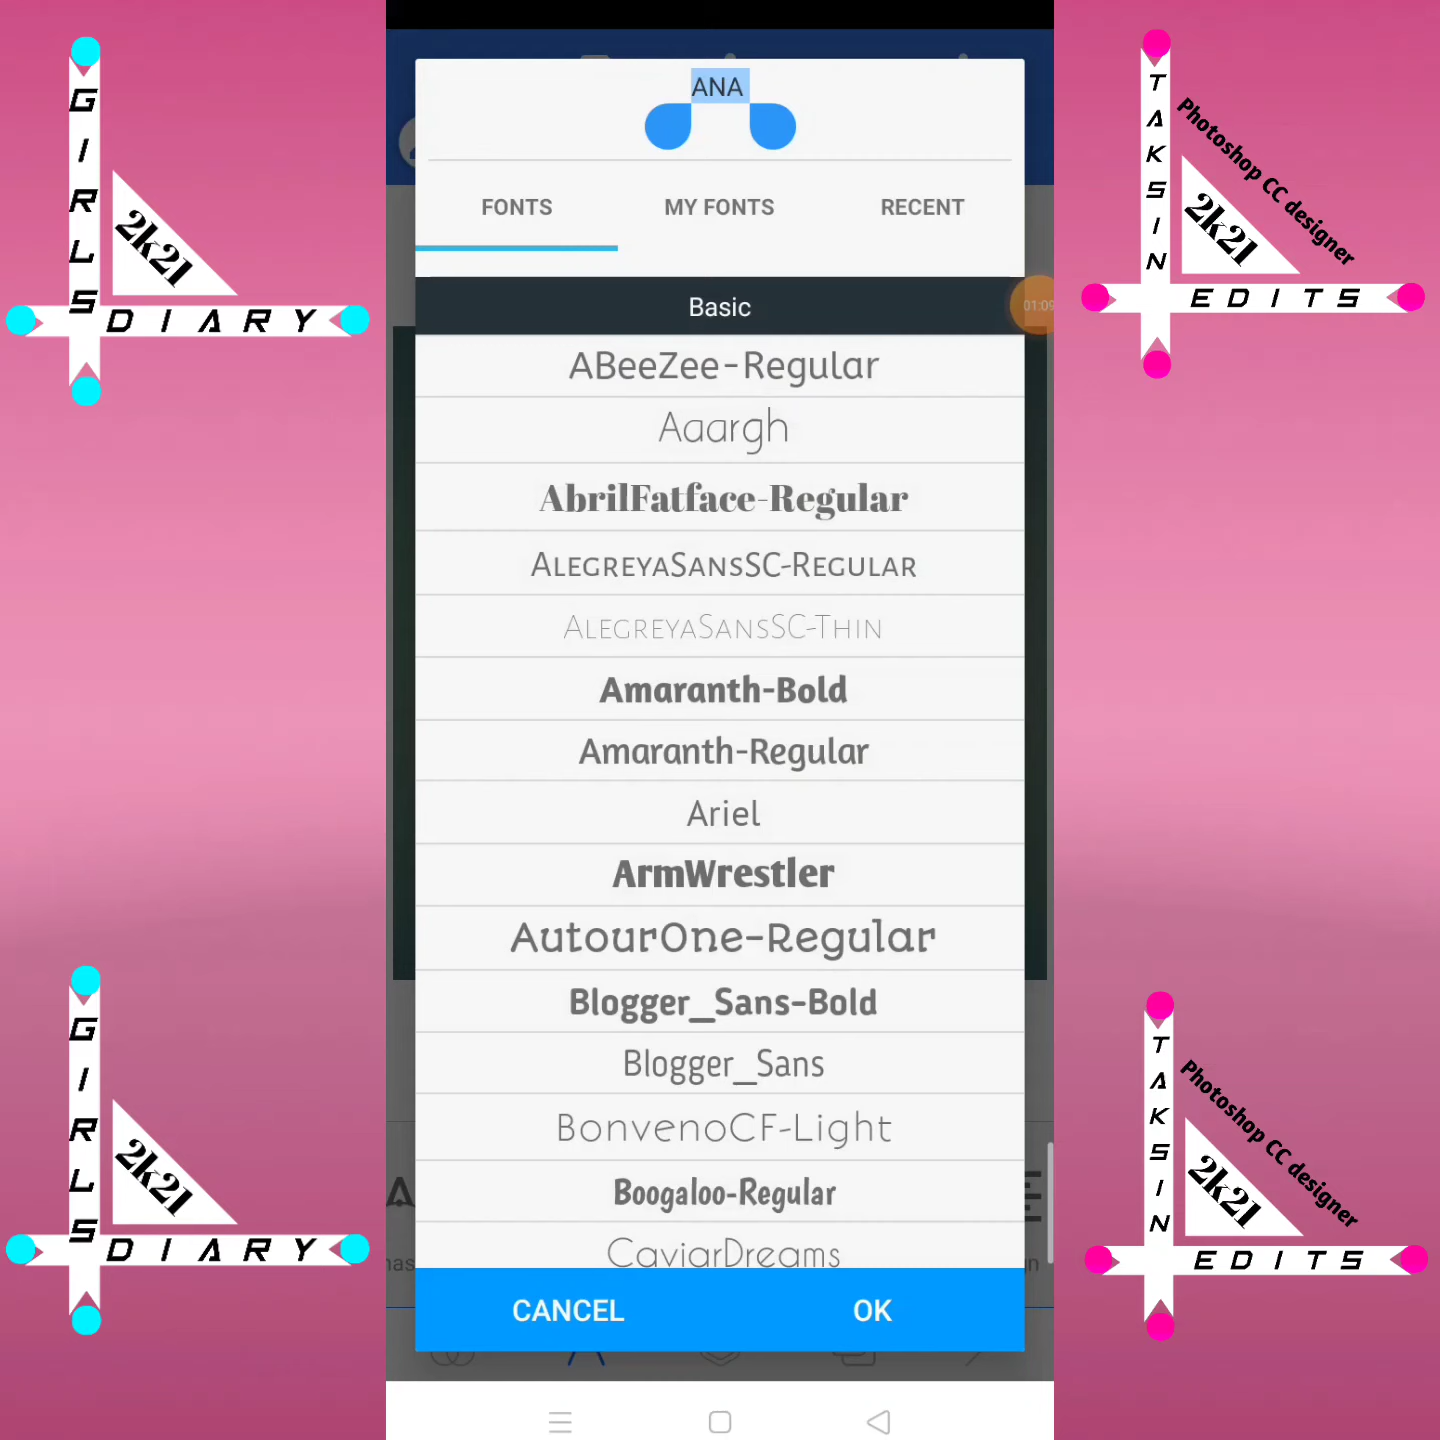 GIRLS
2k21
DIARY
ANA
FONTS MY FONTS RECENT
Basic
01:09
ABeeZee-Regular
Aaargh
AbrilFatface-Regular
AlegreyaSansSC-Regular
AlegreyaSansSC-Thin
Amaranth-Bold
Amaranth-Regular
Ariel
ArmWrestler
AutourOne-Regular
Blogger_Sans-Bold
Blogger_Sans
BonvenoCF-Light
Boogaloo-Regular
CaviarDreams
CANCEL OK
TAKSIN
Photoshop CC designer
2k21
EDITS
GIRLS
2k21
DIARY
TAKSIN
Photoshop CC designer
2k21
EDITS